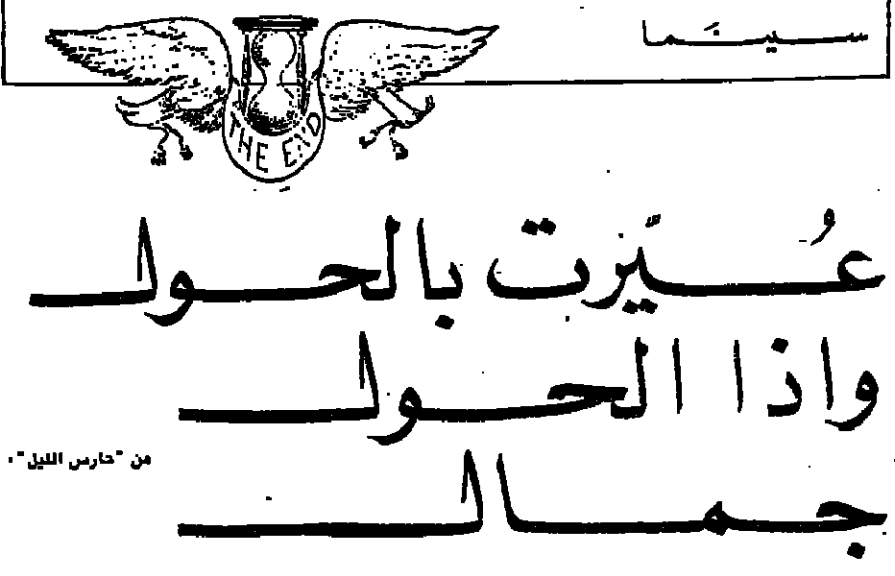 سينما
THE END
عُيّرت بالحول
واذا الحول
جمال
من "حارس الليل".